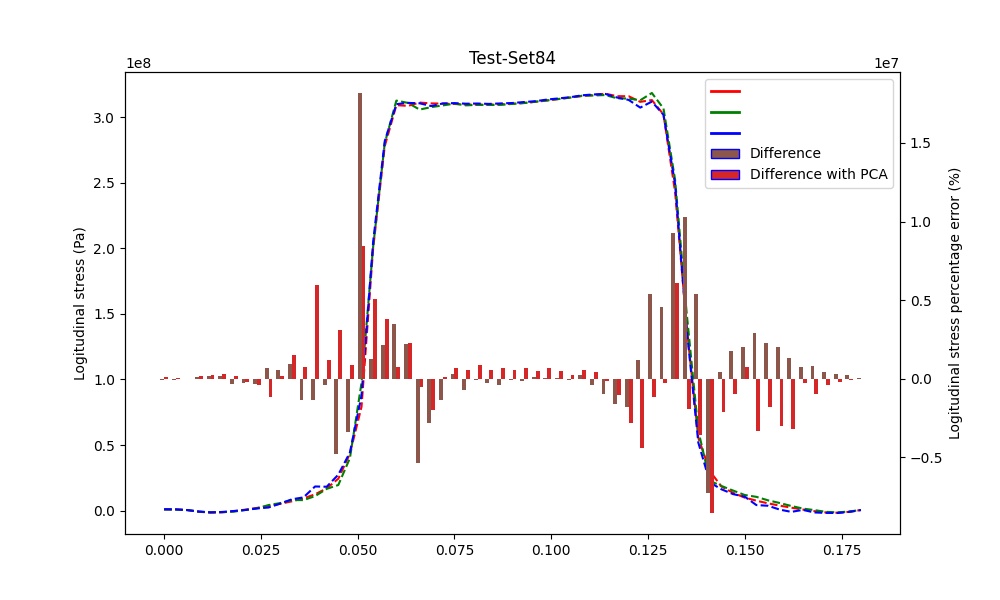 Test-Set84
1e8
1e7
3.0
2.5
2.0
1.5
1.0
0.5
0.0
Logitudinal stress (Pa)
Difference
Difference with PCA
1.5
1.0
0.5
0.0
−0.5
Logitudinal stress percentage error (%)
0.000
0.025
0.050
0.075
0.100
0.125
0.150
0.175